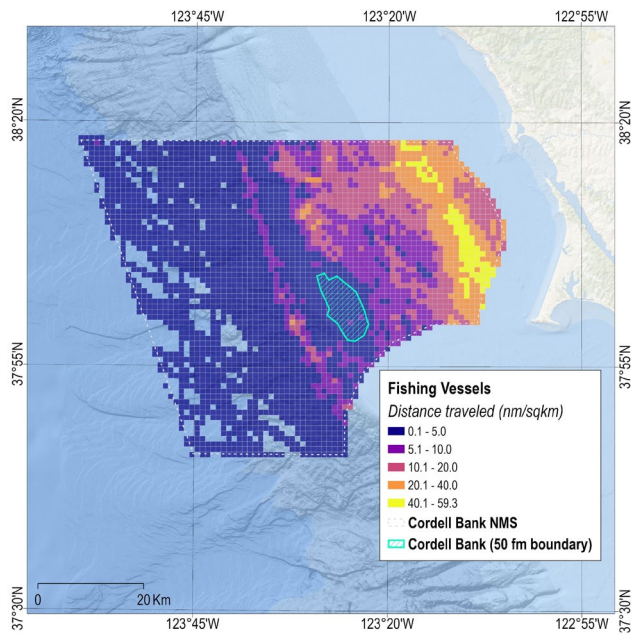 123°45'W 123°20'W 122°55'W
38°20'N 38°20'N
37°55'N 37°55'N
Fishing Vessels
Distance traveled (nm/sqkm)
0.1 - 5.0
5.1 - 10.0
10.1 - 20.0
20.1 - 40.0
40.1 - 59.3
Cordell Bank NMS
Cordell Bank (50 fm boundary)
0 20 Km
37°30'N 37°30'N
123°45'W 123°20'W 122°55'W